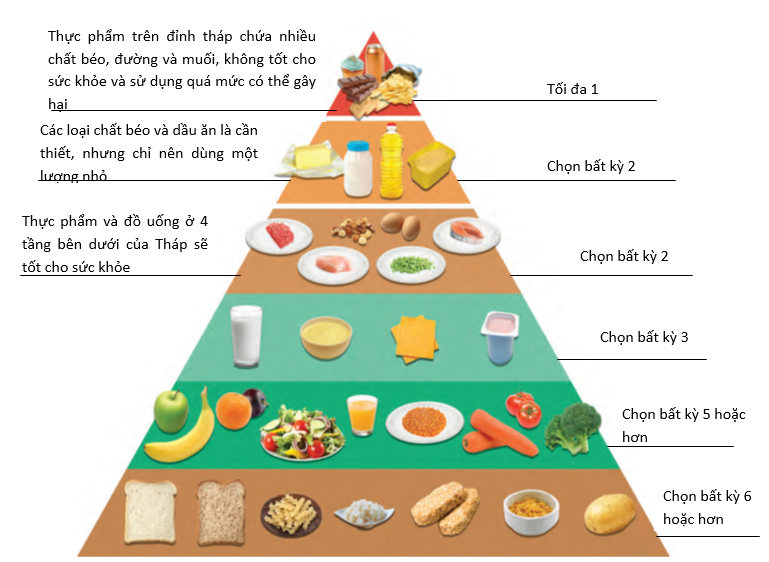 Thực phẩm trên đỉnh tháp chứa nhiều
chất béo, đường và muối, không tốt cho
sức khỏe và sử dụng quá mức có thể gây
hại
Tối đa 1
Các loại chất béo và dầu ăn là cần
thiết, nhưng chỉ nên dùng một
lượng nhỏ
Chọn bất kỳ 2
Thực phẩm và đồ uống ở 4
tầng bên dưới của Tháp sẽ
tốt cho sức khỏe
Chọn bất kỳ 2
Chọn bất kỳ 3
Chọn bất kỳ 5 hoặc
hơn
Chọn bất kỳ 6
hoặc hơn